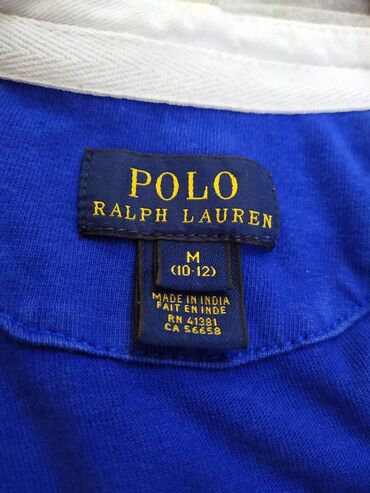 POLO
RALPH LAUREN
M
(10-12)
MADE IN INDIA
FAIT EN INDE
RN 41381
CA 56658